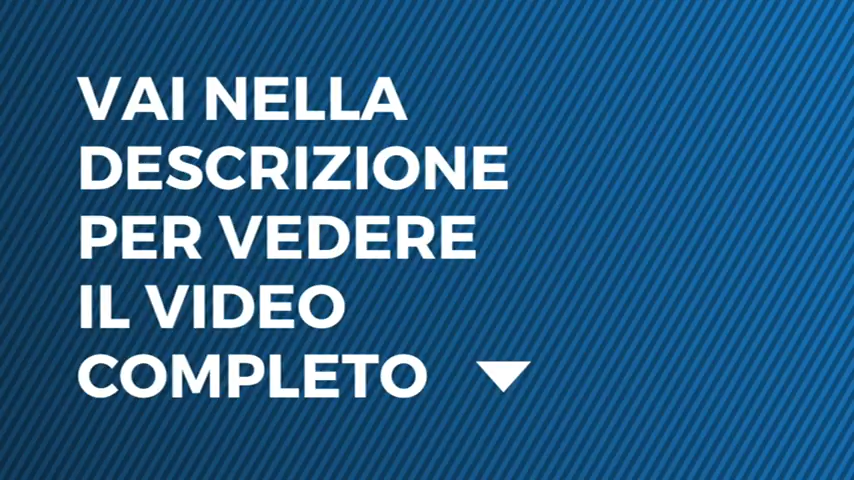 VAI NELLA
DESCRIZIONE
PER VEDERE
IL VIDEO
COMPLETO